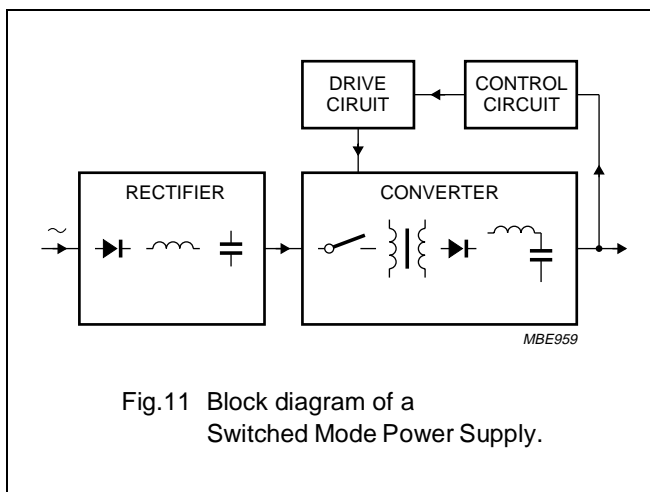 DRIVE
CIRUIT
CONTROL
CIRCUIT
RECTIFIER
CONVERTER
~
MBE959
Fig.11 Block diagram of a
Switched Mode Power Supply.